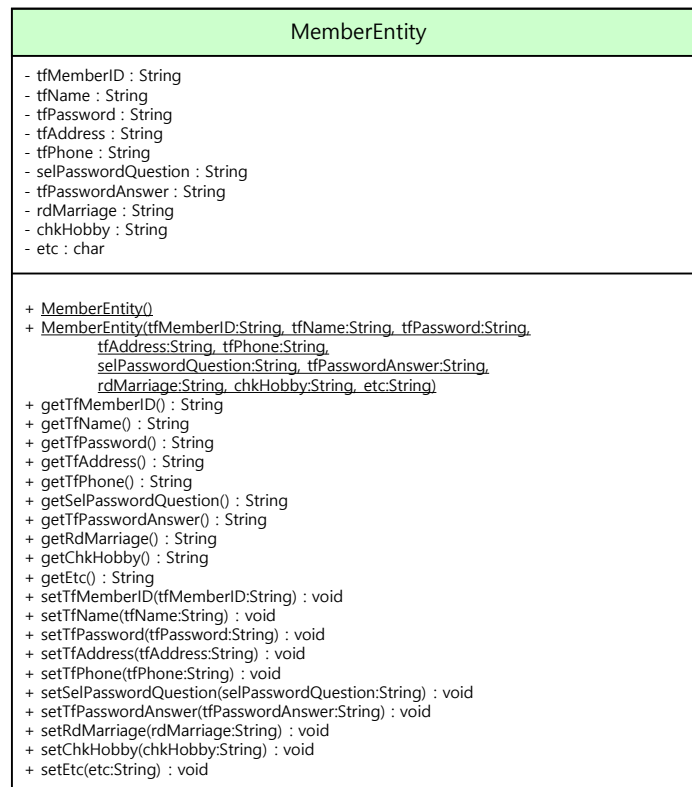 MemberEntity
- tfMemberID : String
- tfName : String
- tfPassword : String
- tfAddress : String
- tfPhone : String
- selPasswordQuestion : String
- tfPasswordAnswer : String
- rdMarriage : String
- chkHobby : String
- etc : char
+ MemberEntity()
+ MemberEntity(tfMemberID:String, tfName:String, tfPassword:String,
tfAddress:String, tfPhone:String,
selPasswordQuestion:String, tfPasswordAnswer:String,
rdMarriage:String, chkHobby:String, etc:String)
+ getTfMemberID() : String
+ getTfName() : String
+ getTfPassword() : String
+ getTfAddress() : String
+ getTfPhone() : String
+ getSelPasswordQuestion() : String
+ getTfPasswordAnswer() : String
+ getRdMarriage() : String
+ getChkHobby() : String
+ getEtc() : String
+ setTfMemberID(tfMemberID:String) : void
+ setTfName(tfName:String) : void
+ setTfPassword(tfPassword:String) : void
+ setTfAddress(tfAddress:String) : void
+ setTfPhone(tfPhone:String) : void
+ setSelPasswordQuestion(selPasswordQuestion:String) : void
+ setTfPasswordAnswer(tfPasswordAnswer:String) : void
+ setRdMarriage(rdMarriage:String) : void
+ setChkHobby(chkHobby:String) : void
+ setEtc(etc:String) : void